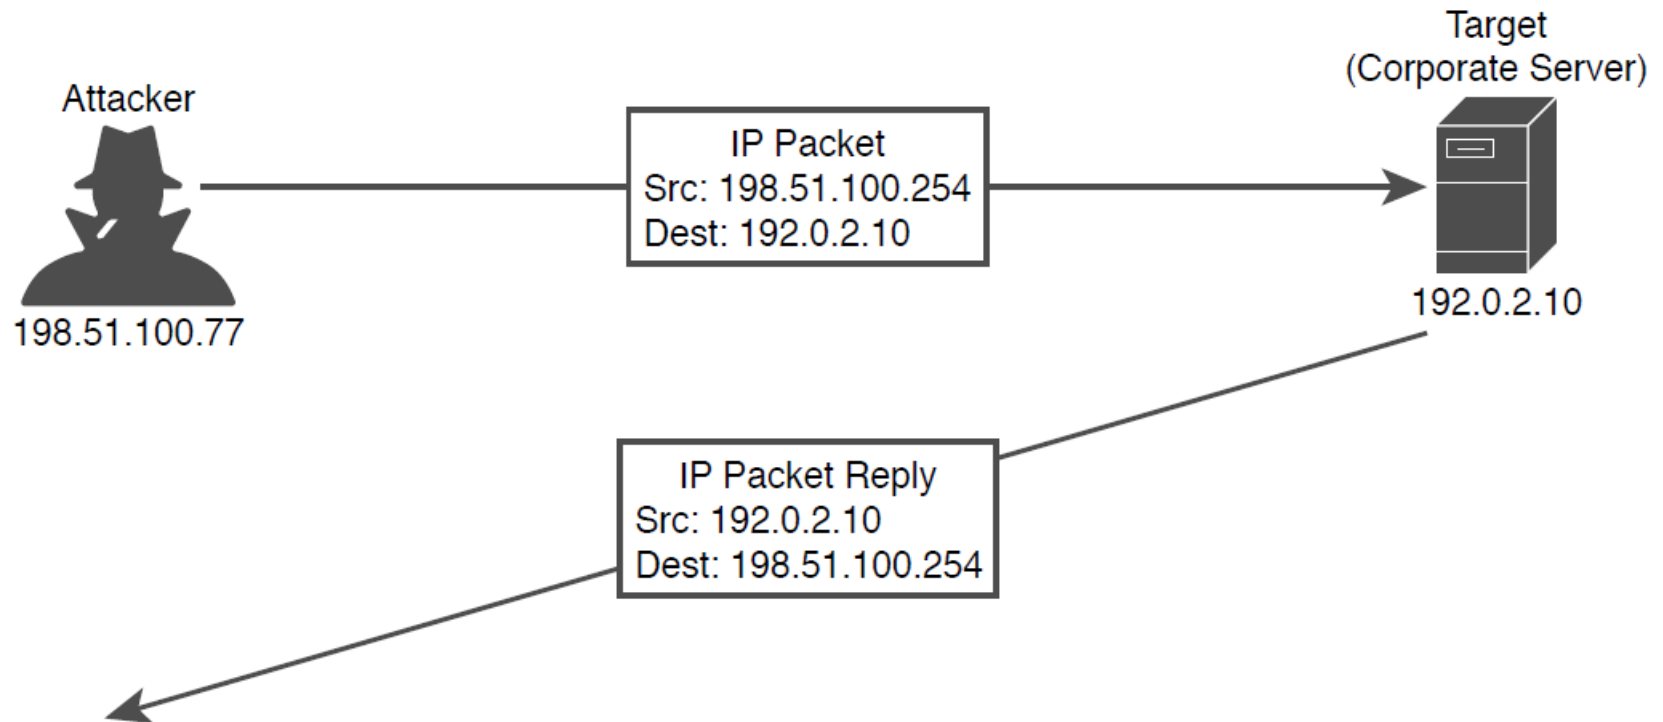 Target
(Corporate Server)
Attacker
IP Packet
Src: 198.51.100.254
Dest: 192.0.2.10
192.0.2.10
198.51.100.77
IP Packet Reply
Src: 192.0.2.10
Dest: 198.51.100.254